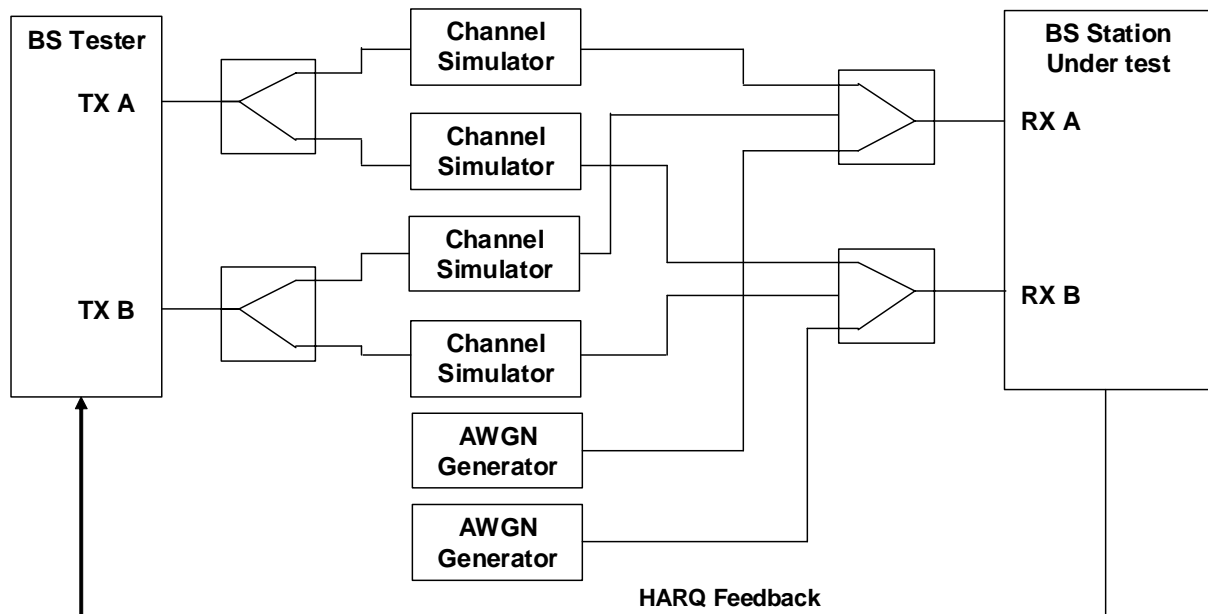 BS Tester
TX A
TX B
Channel
Simulator
Channel
Simulator
Channel
Simulator
Channel
Simulator
AWGN
Generator
AWGN
Generator
BS Station
Under test
RX A
RX B
HARQ Feedback